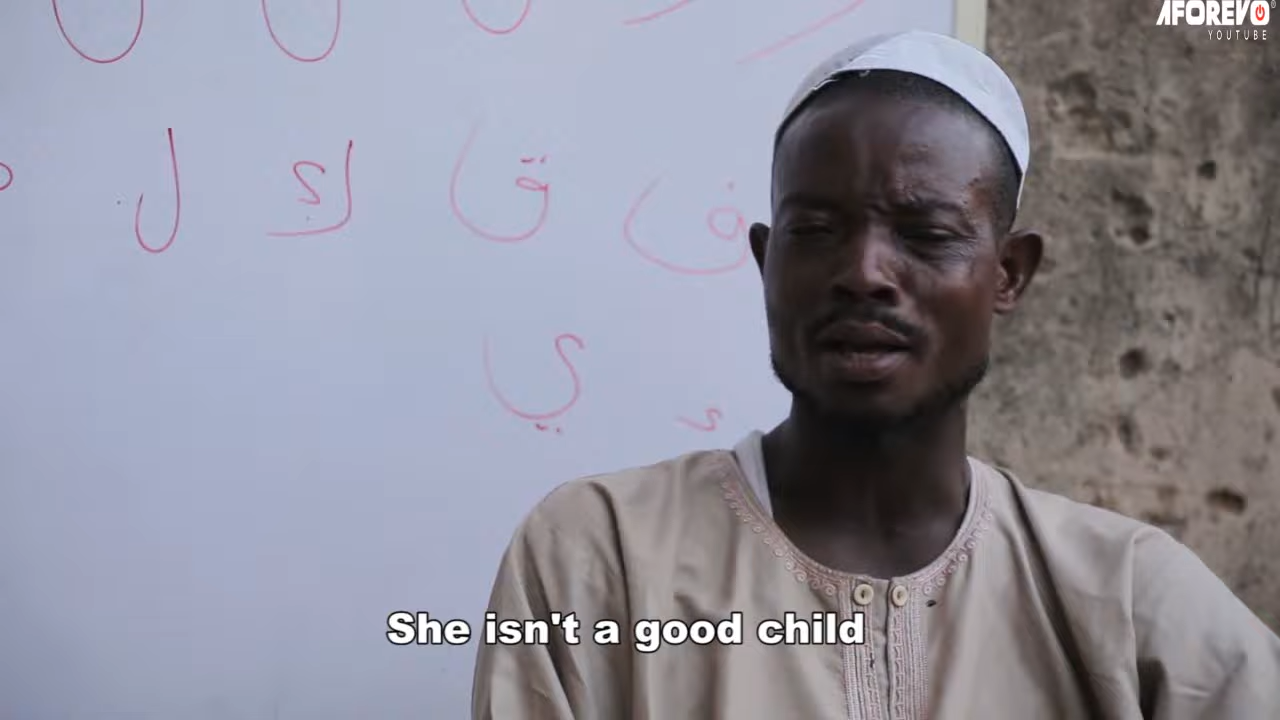 AFOREVO
YOUTUBE
ف ق ك ل
ي
She isn't a good child